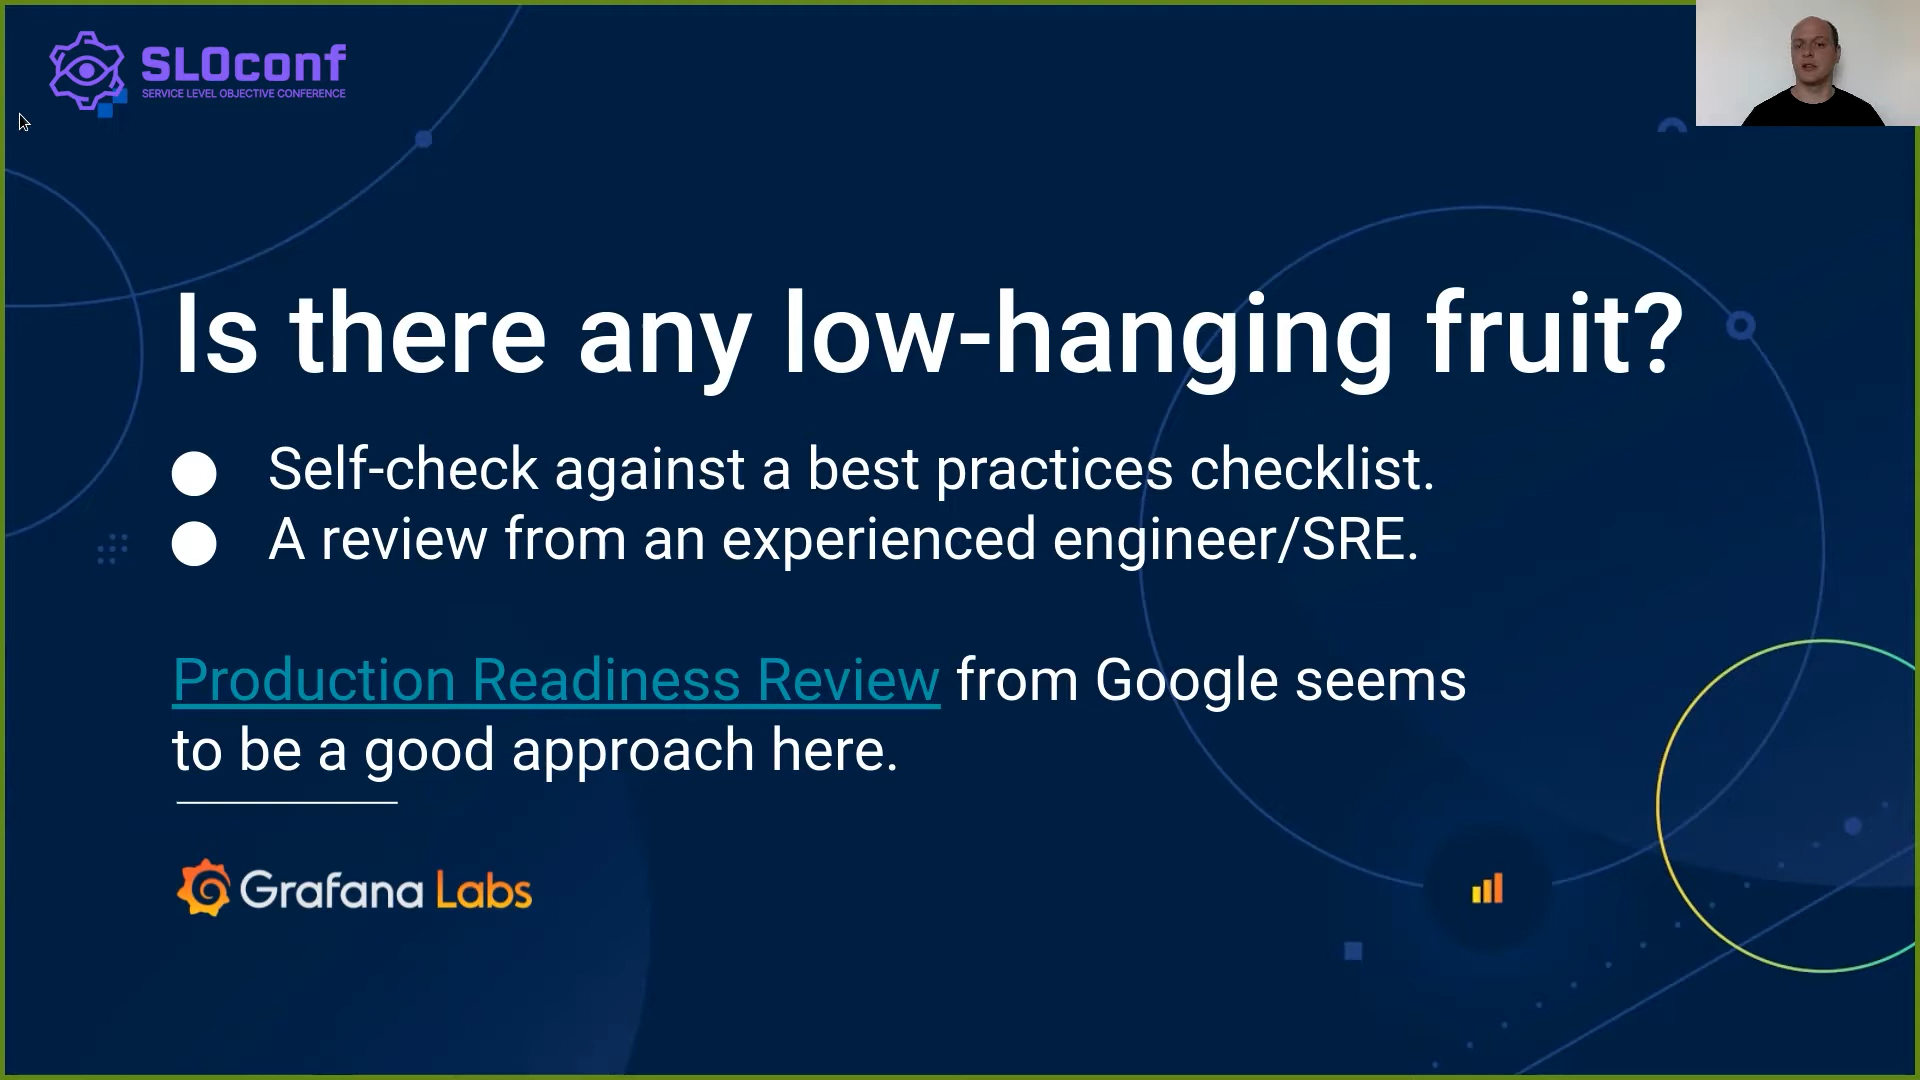 SLOconf
SERVICE LEVEL OBJECTIVE CONFERENCE
Is there any low-hanging fruit?
● Self-check against a best practices checklist.
● A review from an experienced engineer/SRE.
Production Readiness Review from Google seems
to be a good approach here.
Grafana Labs